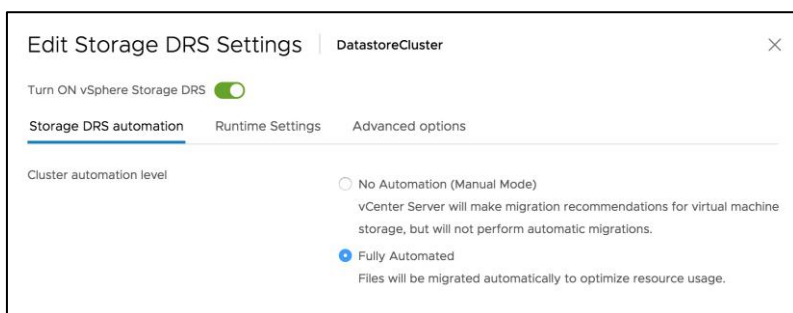 Edit Storage DRS Settings DatastoreCluster
Turn ON vSphere Storage DRS
Storage DRS automation Runtime Settings Advanced options
Cluster automation level
No Automation (Manual Mode)
vCenter Server will make migration recommendations for virtual machine
storage, but will not perform automatic migrations.
Fully Automated
Files will be migrated automatically to optimize resource usage.